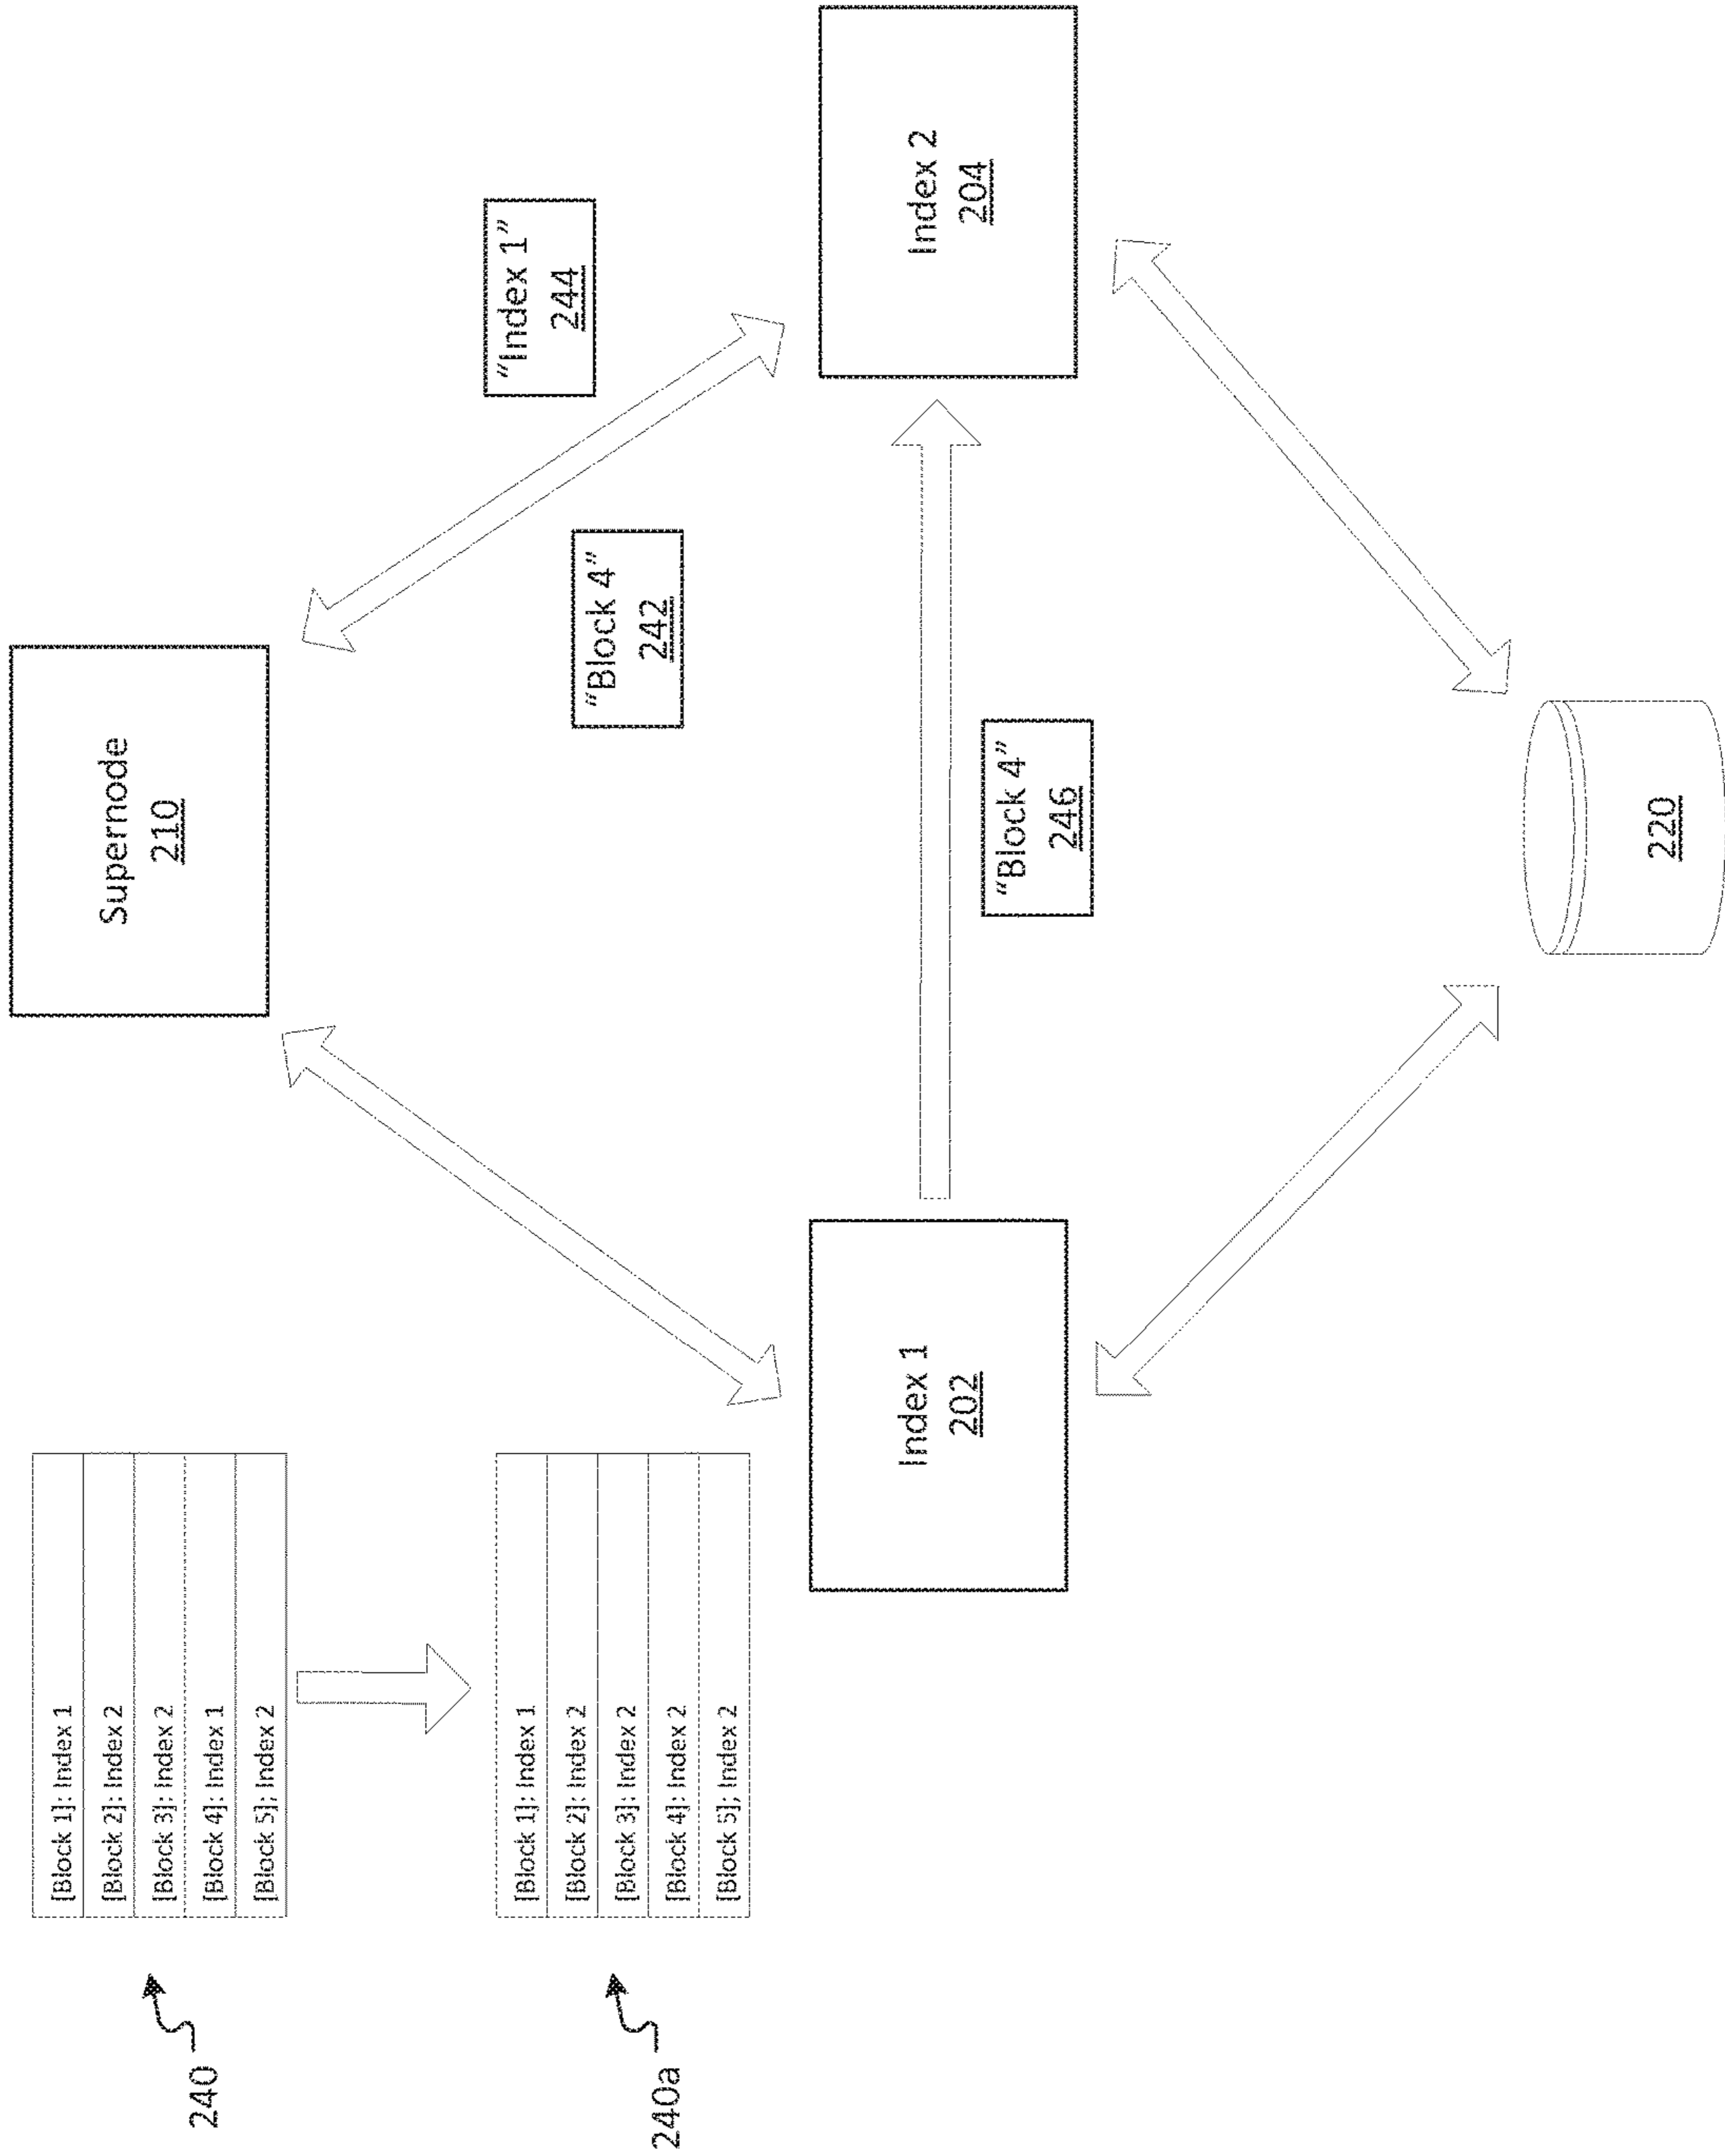 240
[Block 1]: Index 1
[Block 2]: Index 2
[Block 3]: Index 2
[Block 4]: Index 1
[Block 5]; Index 2
240a
[Block 1]: Index 1
[Block 2]: Index 2
[Block 3]: Index 2
[Block 4]: Index 2
[Block 5]; Index 2
Supernode
210
"Index 1"
244
"Block 4"
242
Index 1
202
"Block 4"
246
Index 2
204
220